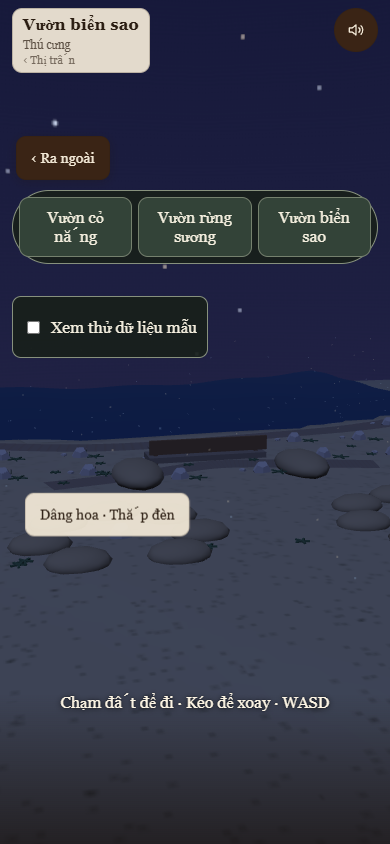 Vườn biển sao
Thú cưng
‹ Thị trấn
‹ Ra ngoài
Vườn cỏ
nắng
Vườn rừng
sương
Vườn biển
sao
Xem thử dữ liệu mẫu
Dâng hoa · Thắp đèn
Chạm đất để đi · Kéo để xoay · WASD